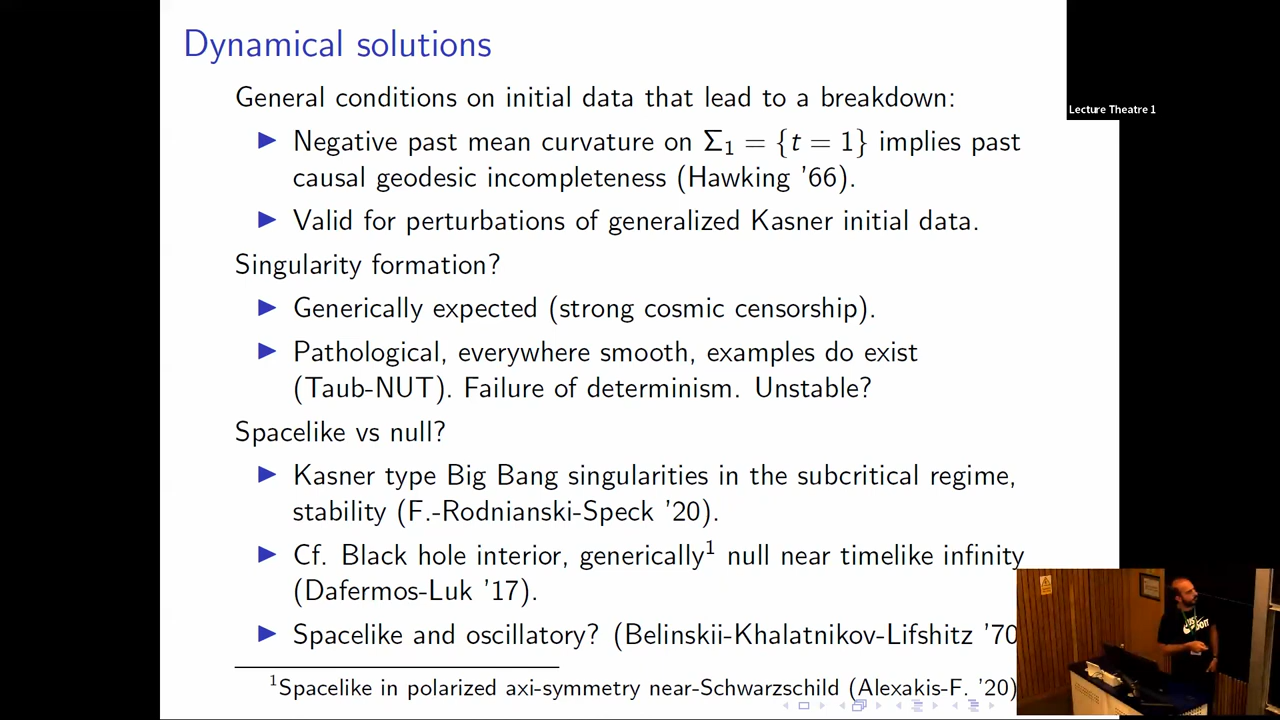 Dynamical solutions
General conditions on initial data that lead to a breakdown:
Negative past mean curvature on Σ₁ = {t = 1} implies past
causal geodesic incompleteness (Hawking '66).
Valid for perturbations of generalized Kasner initial data.
Singularity formation?
Generically expected (strong cosmic censorship).
Pathological, everywhere smooth, examples do exist
(Taub-NUT). Failure of determinism. Unstable?
Spacelike vs null?
Kasner type Big Bang singularities in the subcritical regime,
stability (F.-Rodnianski-Speck '20).
Cf. Black hole interior, generically¹ null near timelike infinity
(Dafermos-Luk '17).
Spacelike and oscillatory? (Belinskii-Khalatnikov-Lifshitz '70
¹Spacelike in polarized axi-symmetry near-Schwarzschild (Alexakis-F. '20)
Lecture Theatre 1